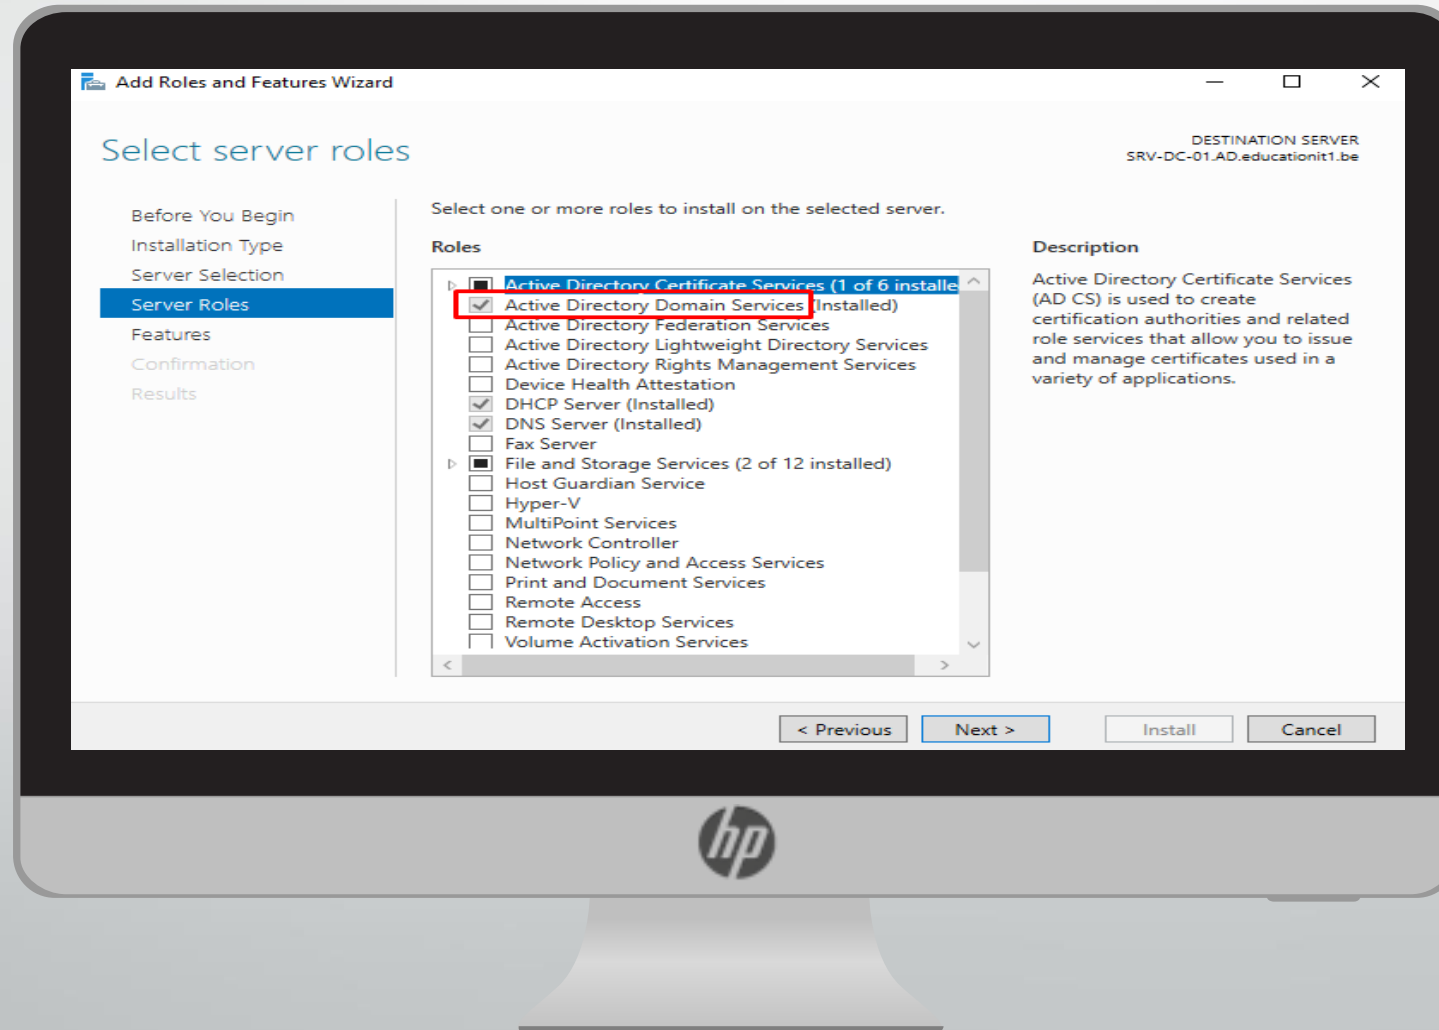 Add Roles and Features Wizard
Select server roles
DESTINATION SERVER
SRV-DC-01.AD.educationit1.be
Before You Begin
Installation Type
Server Selection
Server Roles
Features
Confirmation
Results
Select one or more roles to install on the selected server.
Roles
Active Directory Certificate Services (1 of 6 installe
Active Directory Domain Services (Installed)
Active Directory Federation Services
Active Directory Lightweight Directory Services
Active Directory Rights Management Services
Device Health Attestation
DHCP Server (Installed)
DNS Server (Installed)
Fax Server
File and Storage Services (2 of 12 installed)
Host Guardian Service
Hyper-V
MultiPoint Services
Network Controller
Network Policy and Access Services
Print and Document Services
Remote Access
Remote Desktop Services
Volume Activation Services
Description
Active Directory Certificate Services
(AD CS) is used to create
certification authorities and related
role services that allow you to issue
and manage certificates used in a
variety of applications.
< Previous
Next >
Install
Cancel
hp